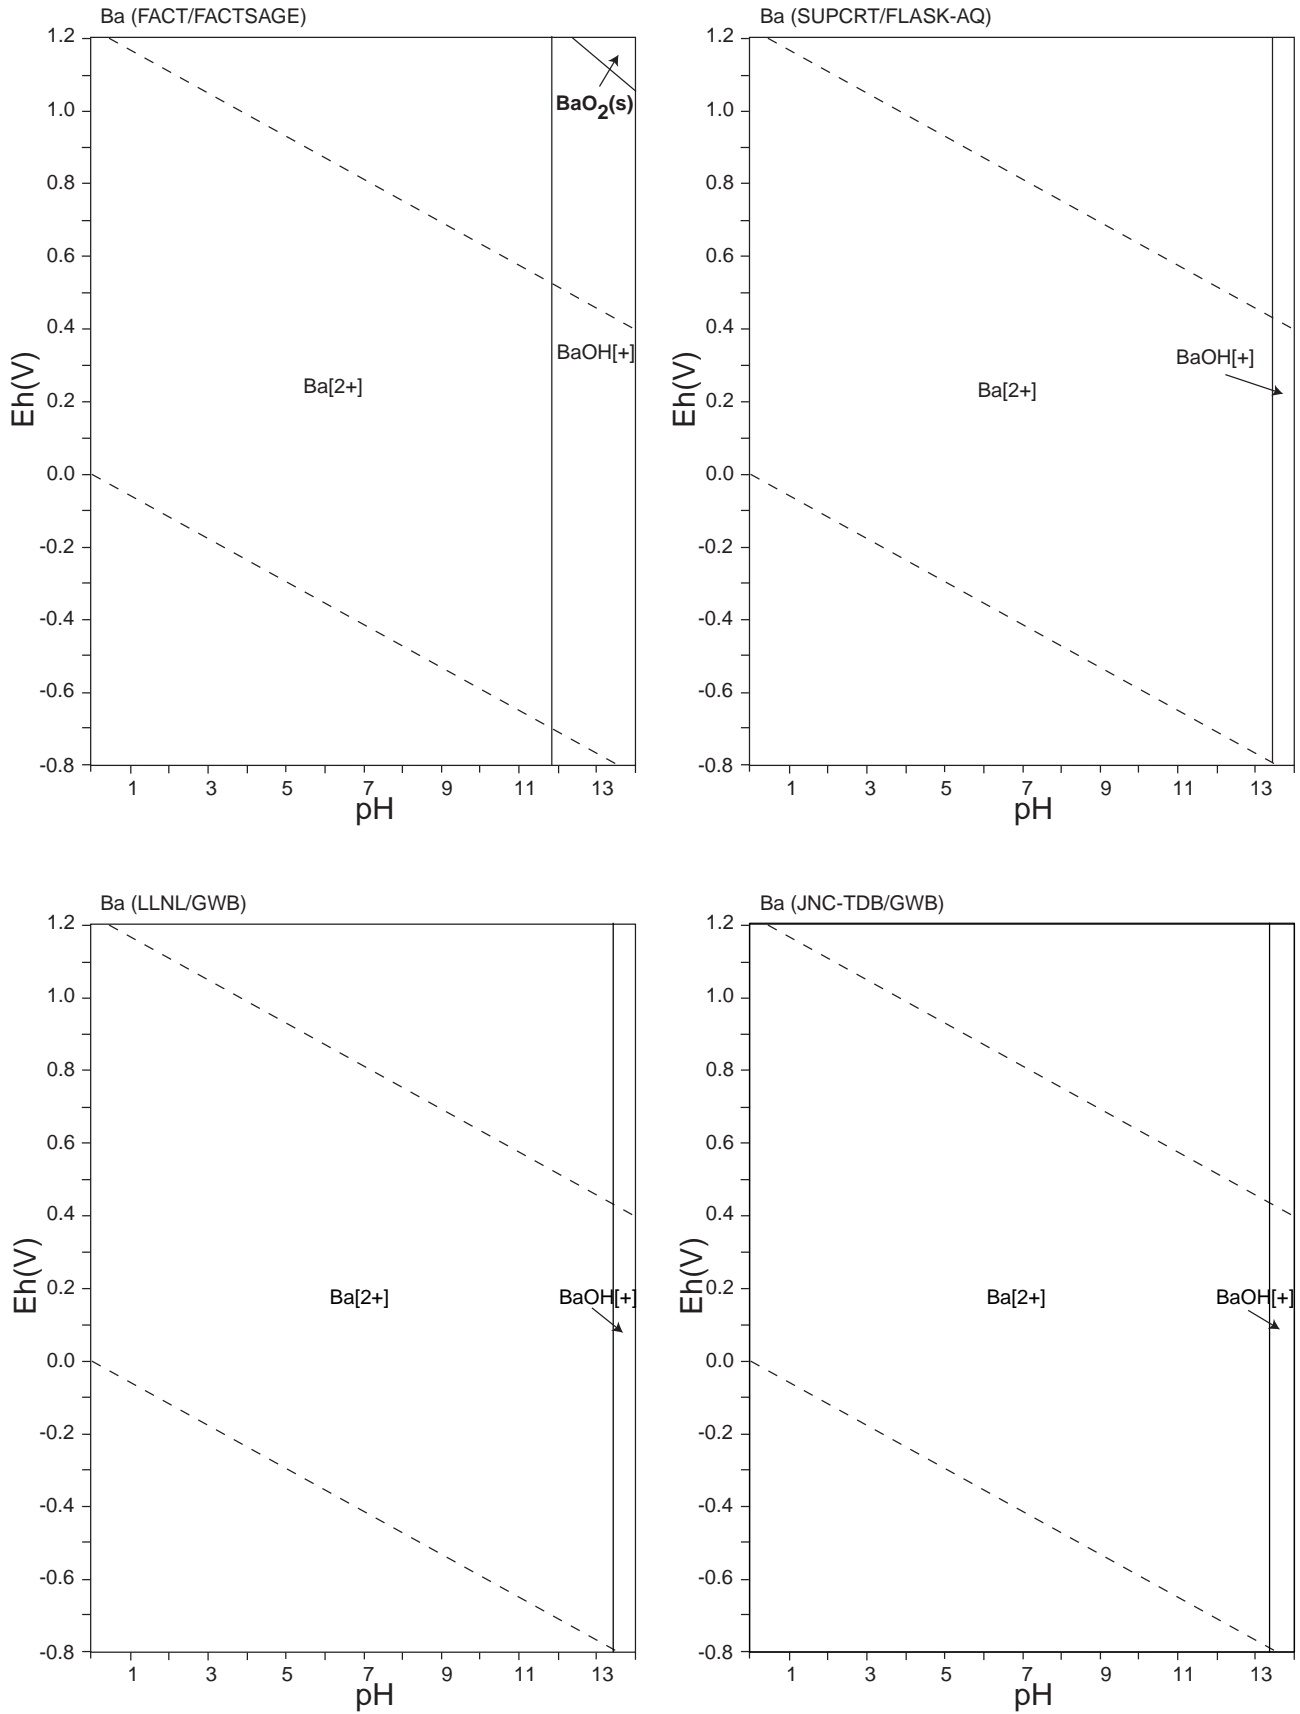 Ba (FACT/FACTSAGE)
1.2
1.0
0.8
0.6
0.4
0.2
0.0
-0.2
-0.4
-0.6
-0.8
Eh(V)
BaO2(s)
BaOH[+]
Ba[2+]
1 3 5 7 9 11 13
pH
Ba (SUPCRT/FLASK-AQ)
1.2
1.0
0.8
0.6
0.4
0.2
0.0
-0.2
-0.4
-0.6
-0.8
Eh(V)
BaOH[+]
Ba[2+]
1 3 5 7 9 11 13
pH
Ba (LLNL/GWB)
1.2
1.0
0.8
0.6
0.4
0.2
0.0
-0.2
-0.4
-0.6
-0.8
Eh(V)
Ba[2+]
BaOH[+]
1 3 5 7 9 11 13
pH
Ba (JNC-TDB/GWB)
1.2
1.0
0.8
0.6
0.4
0.2
0.0
-0.2
-0.4
-0.6
-0.8
Eh(V)
Ba[2+]
BaOH[+]
1 3 5 7 9 11 13
pH